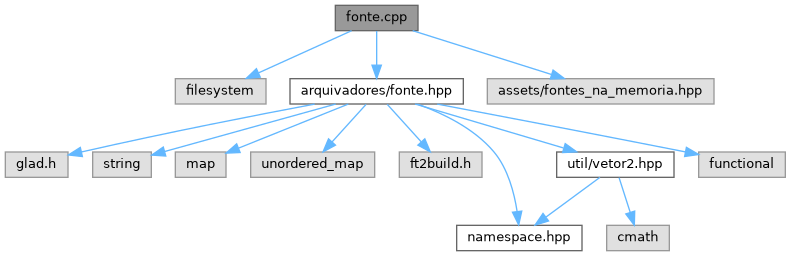 fonte.cpp
filesystem
arquivadores/fonte.hpp
assets/fontes_na_memoria.hpp
glad.h
string
map
unordered_map
ft2build.h
util/vetor2.hpp
functional
namespace.hpp
cmath